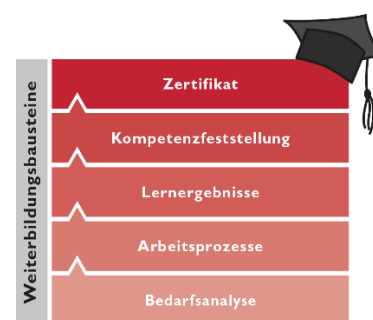 Weiterbildungsbausteine
Zertifikat
Kompetenzfeststellung
Lernergebnisse
Arbeitsprozesse
Bedarfsanalyse